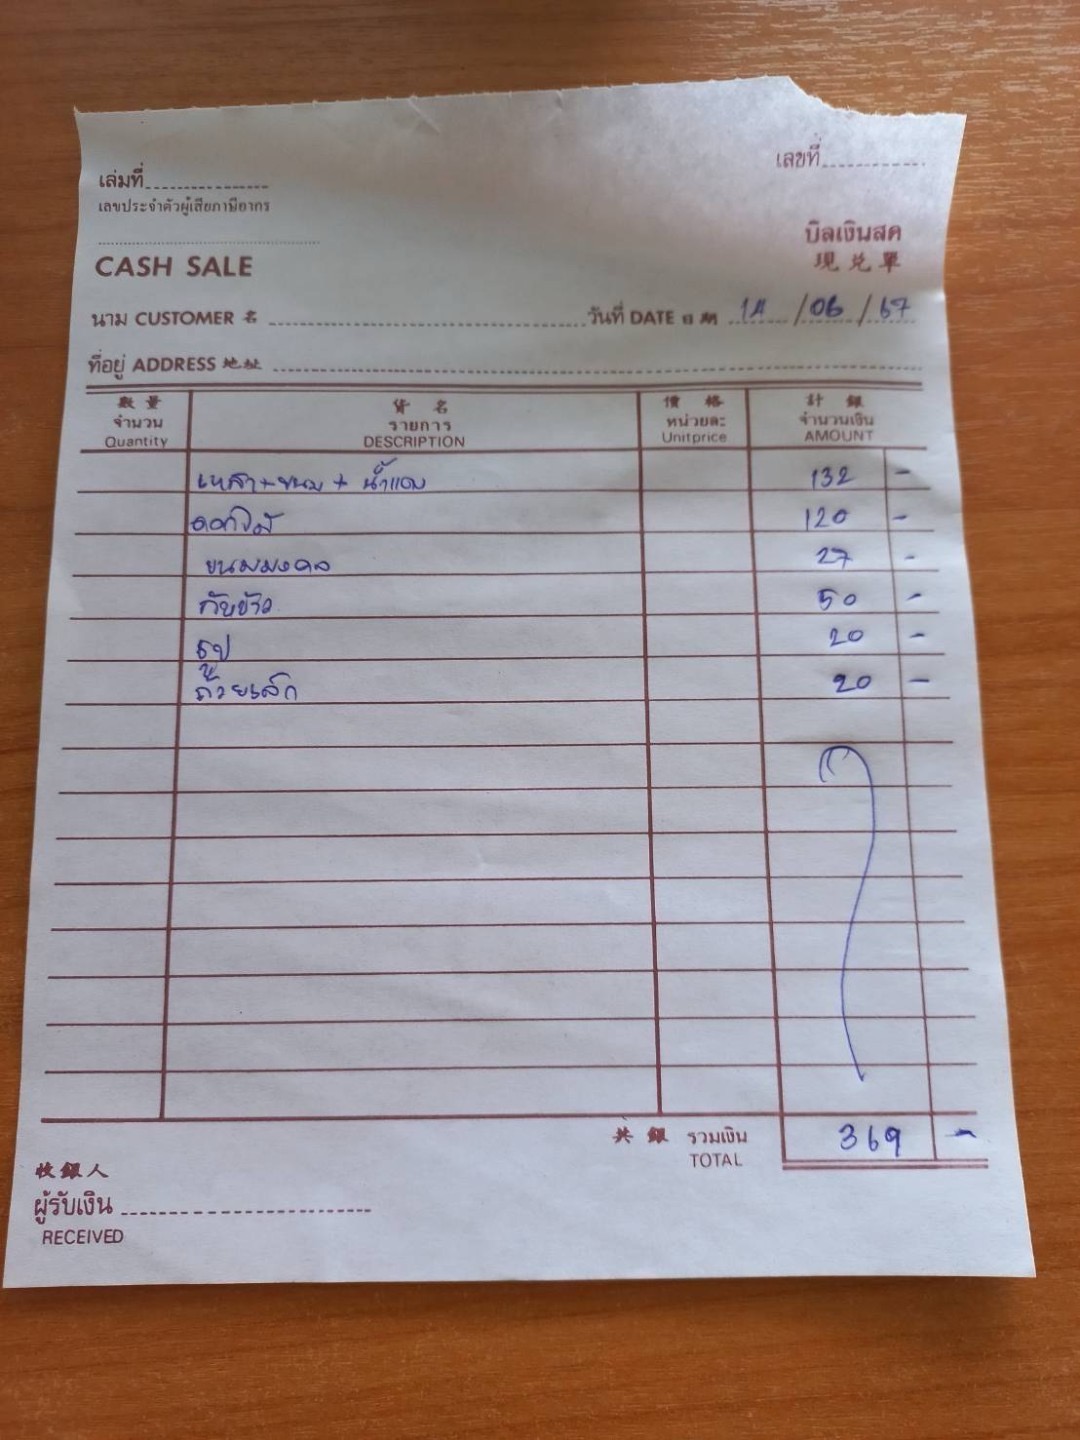 เลขที่
เล่มที่
เลขประจำตัวผู้เสียภาษีอากร
บิลเงินสด
現兑單
CASH SALE
นาม CUSTOMER 名 วันที่ DATE 日期 14/06/67
ที่อยู่ ADDRESS 地址
數量 貨名 價格 計銀
จำนวน รายการ หน่วยละ จำนวนเงิน
Quantity DESCRIPTION Unitprice AMOUNT
เหล้า+ขนม + น้ำแดง 132 -
ดอกไม้ 120 -
ขนมมงคล 27 -
กับข้าว 50 -
ธูป 20 -
ถ้วยเล็ก 20 -
共銀 รวมเงิน 369 -
TOTAL
收銀人
ผู้รับเงิน
RECEIVED